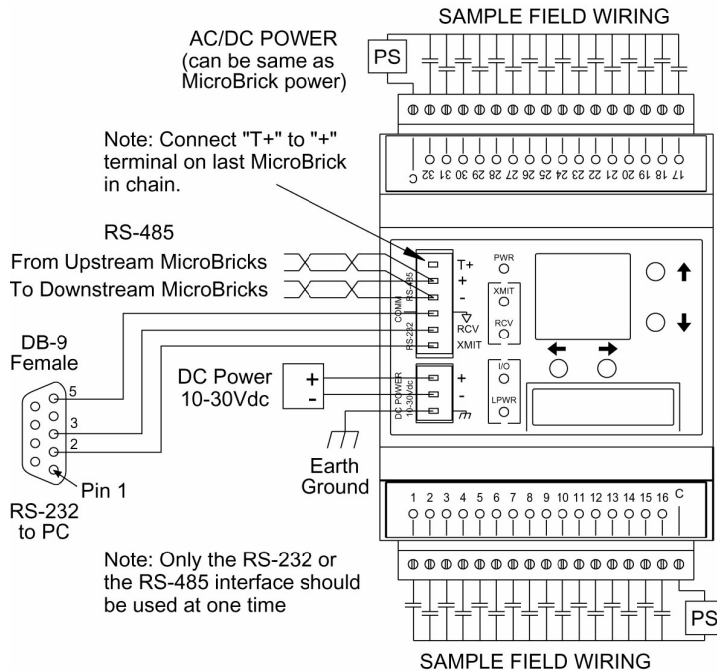 SAMPLE FIELD WIRING
AC/DC POWER
(can be same as
MicroBrick power)
PS
C 32 31 30 29 28 27 26 25 24 23 22 21 20 19 18 17
Note: Connect "T+" to "+"
terminal on last MicroBrick
in chain.
RS-485
From Upstream MicroBricks
To Downstream MicroBricks
COMM
RS-485
RS-232
T+
+
-
RCV
XMIT
PWR
XMIT
RCV
I/O
LPWR
DB-9
Female
5
3
2
Pin 1
RS-232
to PC
DC Power
10-30Vdc
+
-
DC POWER
10-30Vdc
+
-
Earth
Ground
1 2 3 4 5 6 7 8 9 10 11 12 13 14 15 16 C
Note: Only the RS-232 or
the RS-485 interface should
be used at one time
PS
SAMPLE FIELD WIRING